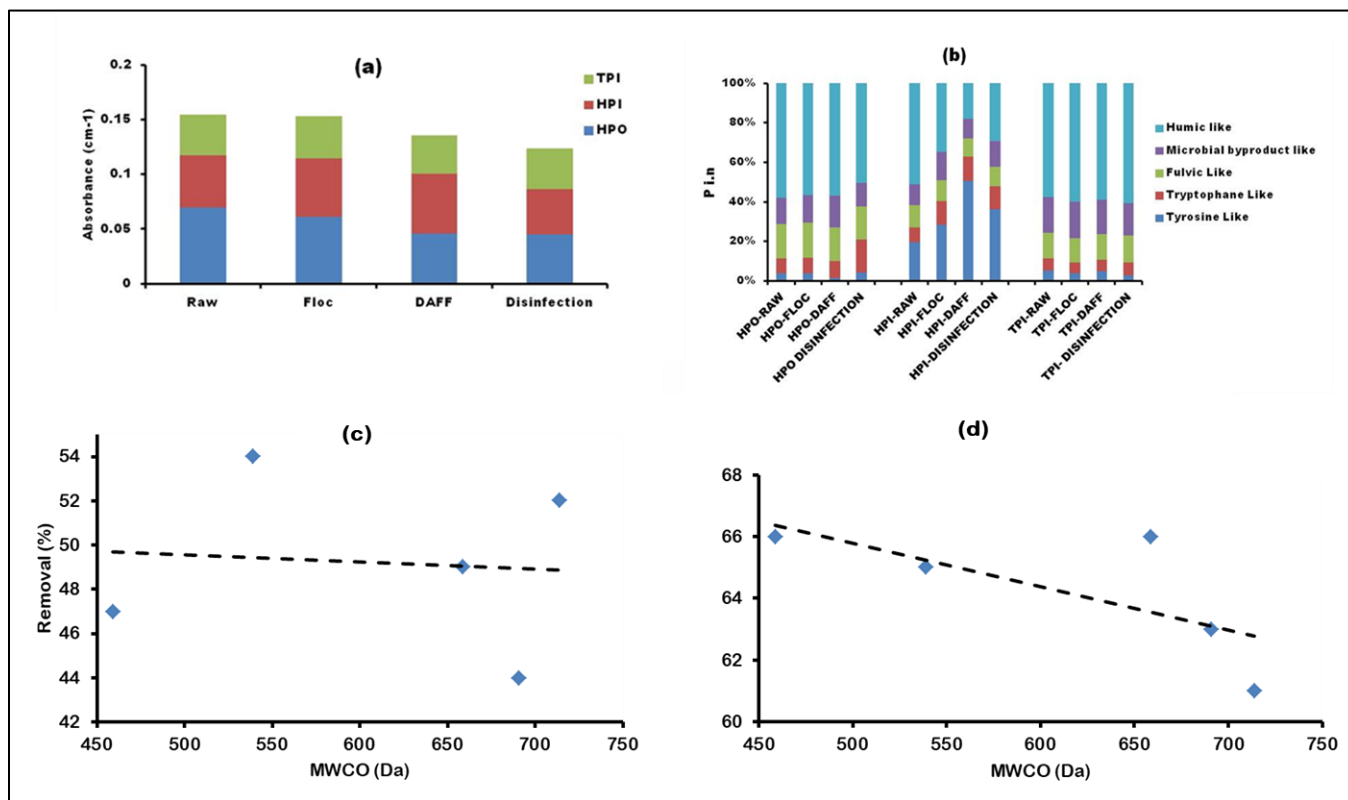 (a)
Absorbance (cm-1)
0.2
0.15
0.1
0.05
0
TPI
HPI
HPO
Raw
Floc
DAFF
Disinfection
(b)
P i.n
100%
80%
60%
40%
20%
0%
Humic like
Microbial byproduct like
Fulvic Like
Tryptophane Like
Tyrosine Like
HPO-RAW
HPO-FLOC
HPO-DAFF
HPO DISINFECTION
HPI-RAW
HPI-FLOC
HPI-DAFF
HPI-DISINFECTION
TPI-RAW
TPI-FLOC
TPI-DAFF
TPI- DISINFECTION
(c)
Removal (%)
54
52
50
48
46
44
42
450 500 550 600 650 700 750
MWCO (Da)
(d)
68
66
64
62
60
450 500 550 600 650 700 750
MWCO (Da)